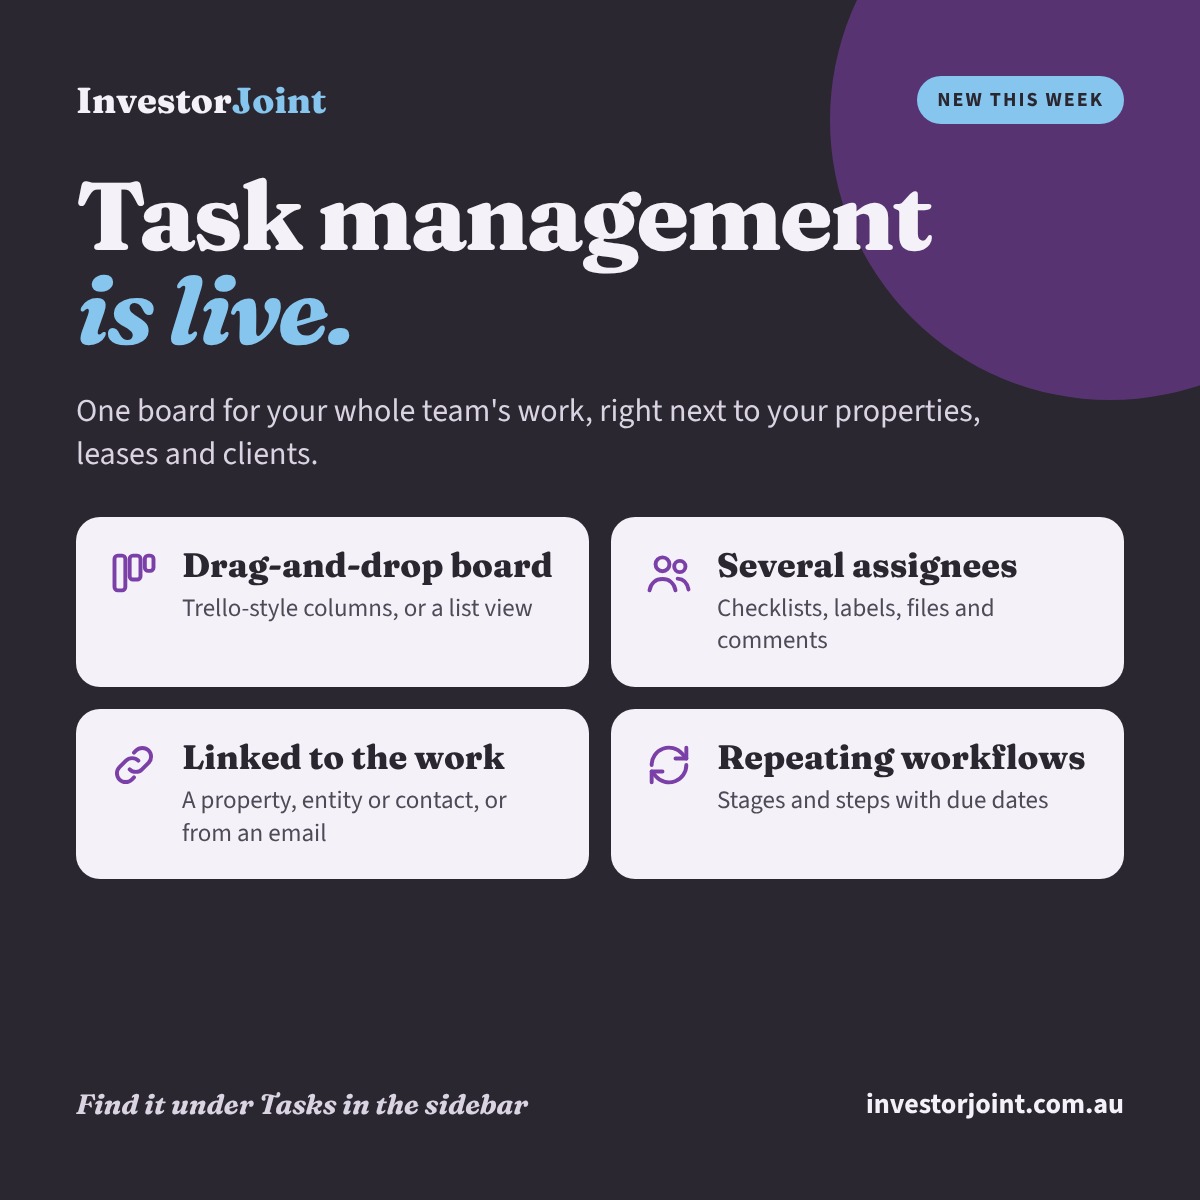 InvestorJoint
NEW THIS WEEK
Task management
is live.
One board for your whole team's work, right next to your properties,
leases and clients.
Drag-and-drop board
Trello-style columns, or a list view
Several assignees
Checklists, labels, files and
comments
Linked to the work
A property, entity or contact, or
from an email
Repeating workflows
Stages and steps with due dates
Find it under Tasks in the sidebar
investorjoint.com.au